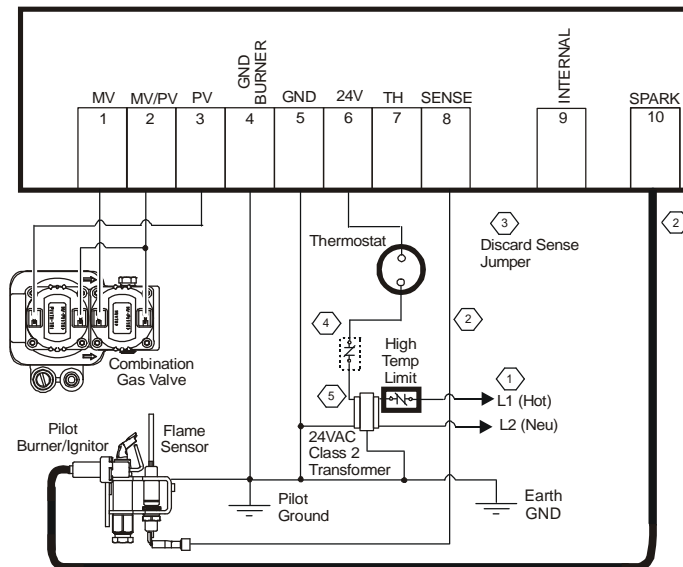 GND
BURNER
INTERNAL
MV
MV/PV
PV
GND
24V
TH
SENSE
SPARK
1
2
3
4
5
6
7
8
9
10
3
2
Thermostat
Discard Sense
Jumper
4
2
High
Temp
Limit
1
Combination
Gas Valve
5
L1 (Hot)
L2 (Neu)
Pilot
Burner/Ignitor
Flame
Sensor
24VAC
Class 2
Transformer
Pilot
Ground
Earth
GND